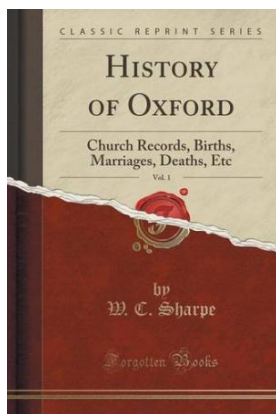 CLASSIC REPRINT SERIES
HISTORY
OF OXFORD
Church Records, Births,
Marriages, Deaths, Etc
Vol. 1
by
W. C. Sharpe
Forgotten Books